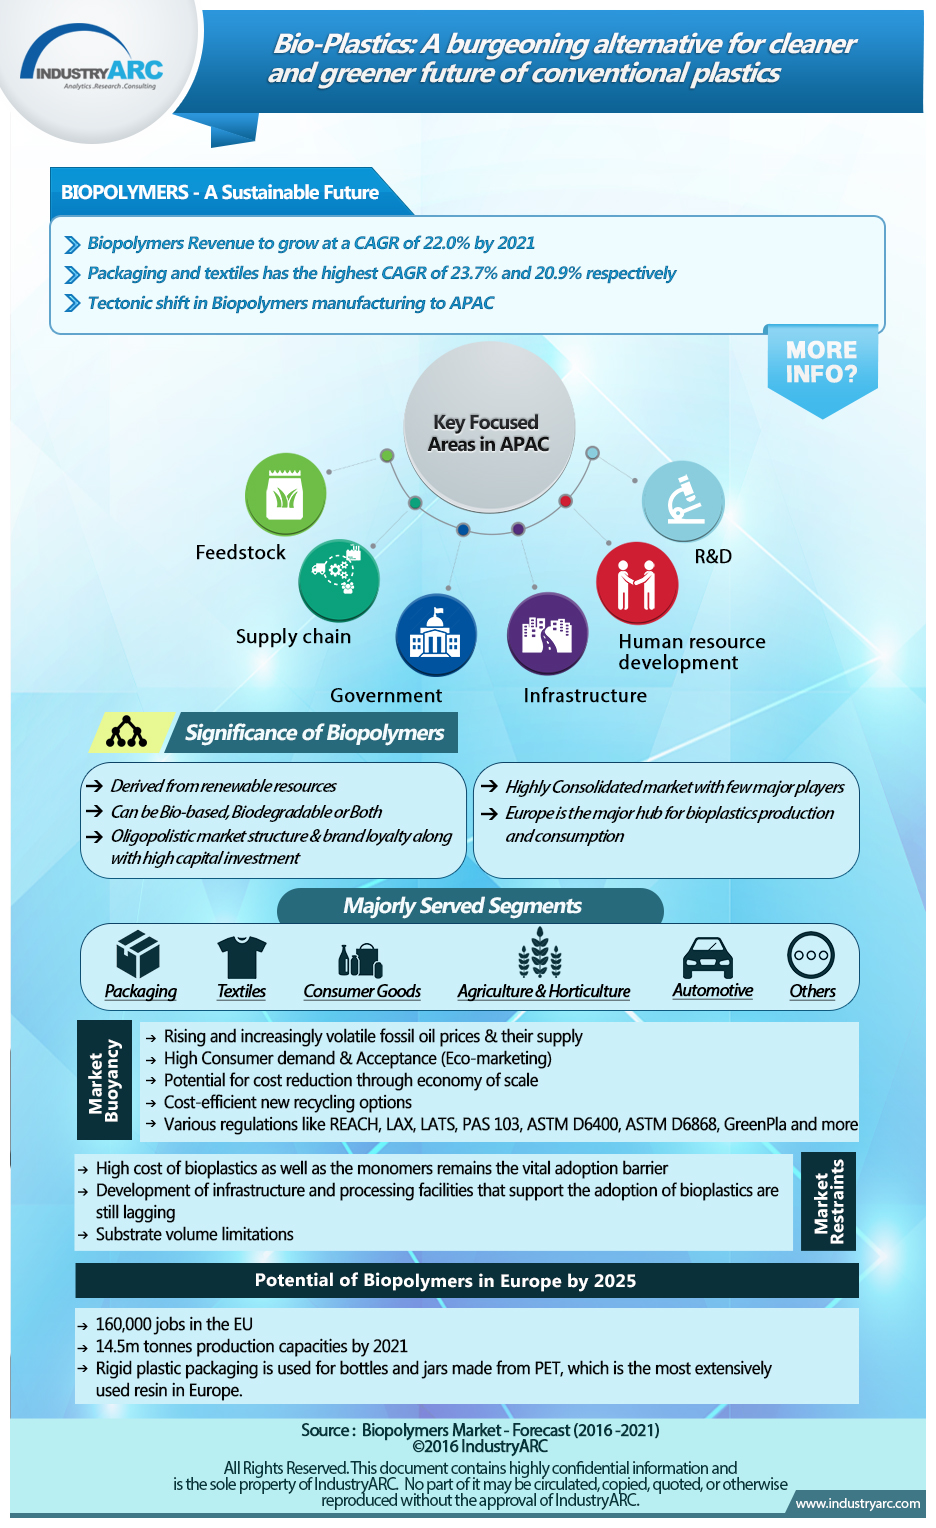 INDUSTRYARC
Analytics .Research .Consulting
Bio-Plastics: A burgeoning alternative for cleaner
and greener future of conventional plastics
BIOPOLYMERS - A Sustainable Future
Biopolymers Revenue to grow at a CAGR of 22.0% by 2021
Packaging and textiles has the highest CAGR of 23.7% and 20.9% respectively
Tectonic shift in Biopolymers manufacturing to APAC
MORE
INFO?
Key Focused
Areas in APAC
Feedstock
Supply chain
Government
Infrastructure
Human resource
development
R&D
Significance of Biopolymers
Derived from renewable resources
Can be Bio-based, Biodegradable or Both
Oligopolistic market structure & brand loyalty along
with high capital investment
Highly Consolidated market with few major players
Europe is the major hub for bioplastics production
and consumption
Majorly Served Segments
Packaging
Textiles
Consumer Goods
Agriculture & Horticulture
Automotive
Others
Market
Buoyancy
Rising and increasingly volatile fossil oil prices & their supply
High Consumer demand & Acceptance (Eco-marketing)
Potential for cost reduction through economy of scale
Cost-efficient new recycling options
Various regulations like REACH, LAX, LATS, PAS 103, ASTM D6400, ASTM D6868, GreenPla and more
High cost of bioplastics as well as the monomers remains the vital adoption barrier
Development of infrastructure and processing facilities that support the adoption of bioplastics are
still lagging
Substrate volume limitations
Market
Restraints
Potential of Biopolymers in Europe by 2025
160,000 jobs in the EU
14.5m tonnes production capacities by 2021
Rigid plastic packaging is used for bottles and jars made from PET, which is the most extensively
used resin in Europe.
Source : Biopolymers Market - Forecast (2016 -2021)
©2016 IndustryARC
All Rights Reserved. This document contains highly confidential information and
is the sole property of IndustryARC. No part of it may be circulated, copied, quoted, or otherwise
reproduced without the approval of IndustryARC.
www.industryarc.com